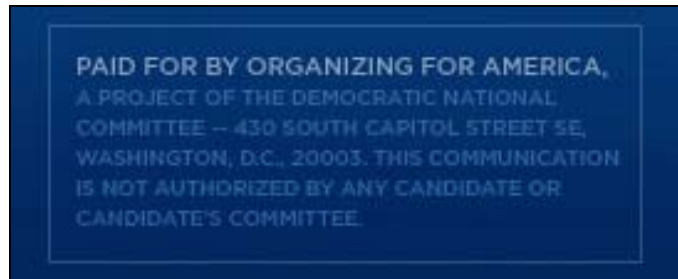 PAID FOR BY ORGANIZING FOR AMERICA,
A PROJECT OF THE DEMOCRATIC NATIONAL
COMMITTEE -- 430 SOUTH CAPITOL STREET SE,
WASHINGTON, D.C., 20003. THIS COMMUNICATION
IS NOT AUTHORIZED BY ANY CANDIDATE OR
CANDIDATE'S COMMITTEE.